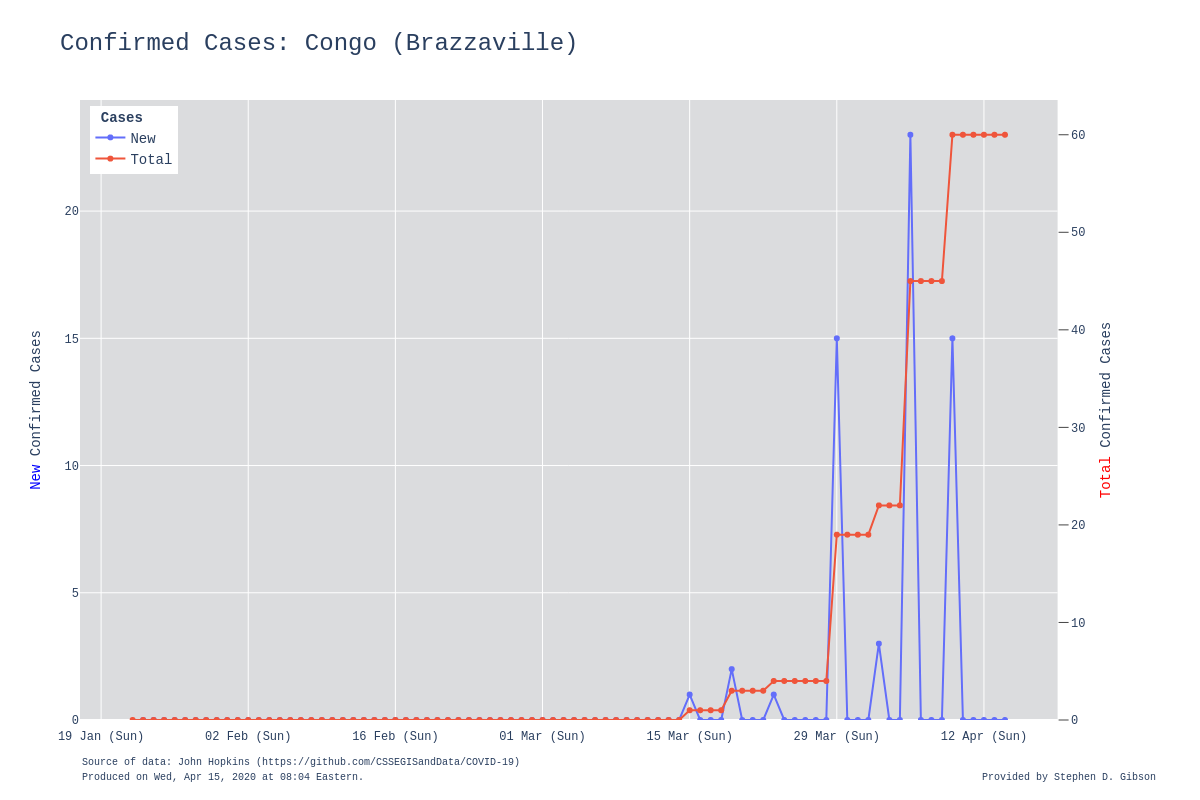 Confirmed Cases: Congo (Brazzaville)
Cases
New
Total
20
15
10
5
0
New Confirmed Cases
60
50
40
30
20
10
0
Total Confirmed Cases
19 Jan (Sun) 02 Feb (Sun) 16 Feb (Sun) 01 Mar (Sun) 15 Mar (Sun) 29 Mar (Sun) 12 Apr (Sun)
Source of data: John Hopkins (https://github.com/CSSEGISandData/COVID-19)
Produced on Wed, Apr 15, 2020 at 08:04 Eastern.
Provided by Stephen D. Gibson